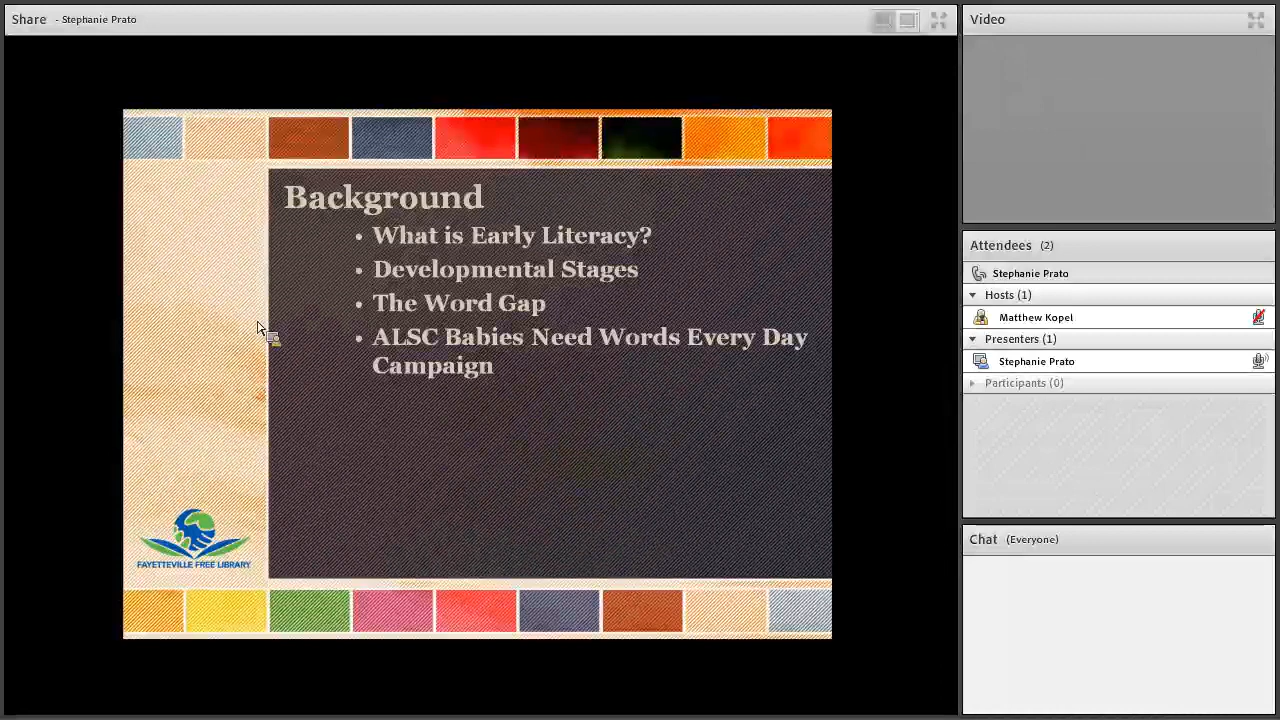 Share - Stephanie Prato
Background
• What is Early Literacy?
• Developmental Stages
• The Word Gap
• ALSC Babies Need Words Every Day
Campaign
FAYETTEVILLE FREE LIBRARY
Video
Attendees (2)
Stephanie Prato
Hosts (1)
Matthew Kopel
Presenters (1)
Stephanie Prato
Participants (0)
Chat (Everyone)